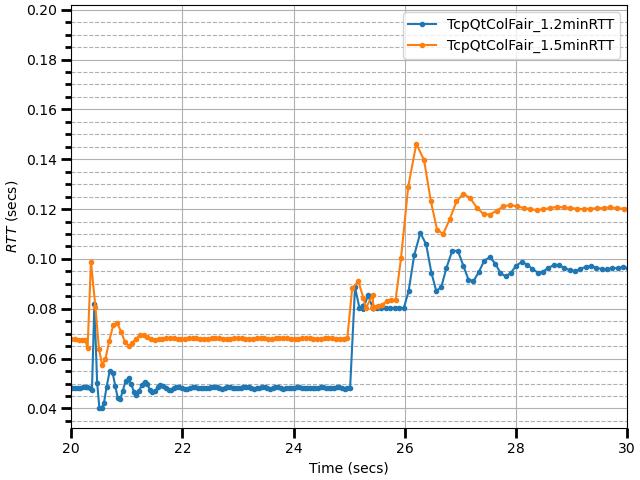 TcpQtColFair_1.2minRTT
TcpQtColFair_1.5minRTT
RTT (secs)
0.20
0.18
0.16
0.14
0.12
0.10
0.08
0.06
0.04
20 22 24 26 28 30
Time (secs)